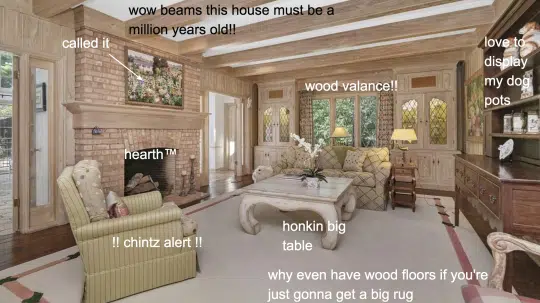 wow beams this house must be a
million years old!!
called it
love to
display
my dog
pots
wood valance!!
hearth™
!! chintz alert !!
honkin big
table
why even have wood floors if you're
just gonna get a big rug